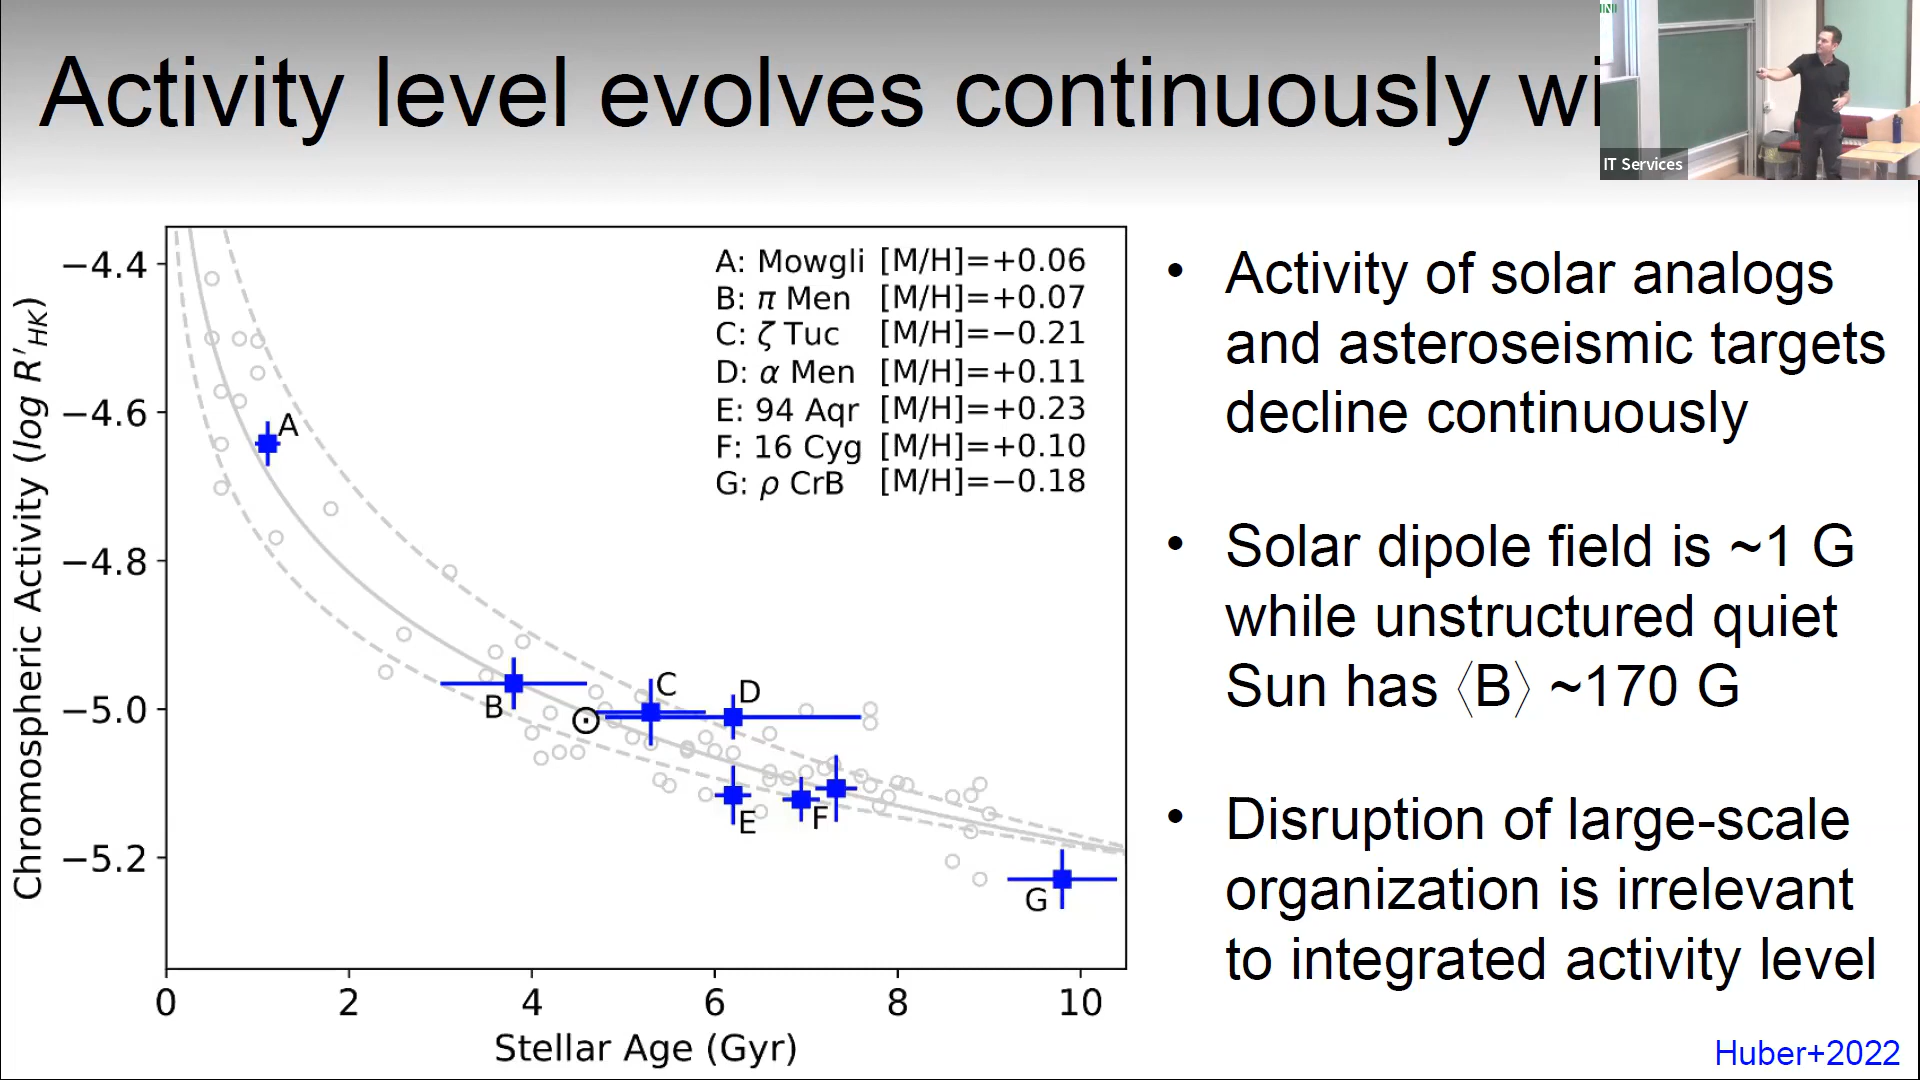 Activity level evolves continuously wi
IT Services
−4.4
−4.6
−4.8
−5.0
−5.2
Chromospheric Activity (log R′HK)
A: Mowgli [M/H]=+0.06
B: π Men [M/H]=+0.07
C: ζ Tuc [M/H]=−0.21
D: α Men [M/H]=+0.11
E: 94 Aqr [M/H]=+0.23
F: 16 Cyg [M/H]=+0.10
G: ρ CrB [M/H]=−0.18
A
B
C
D
E
F
G
0 2 4 6 8 10
Stellar Age (Gyr)
• Activity of solar analogs
and asteroseismic targets
decline continuously
• Solar dipole field is ~1 G
while unstructured quiet
Sun has ⟨B⟩ ~170 G
• Disruption of large-scale
organization is irrelevant
to integrated activity level
Huber+2022